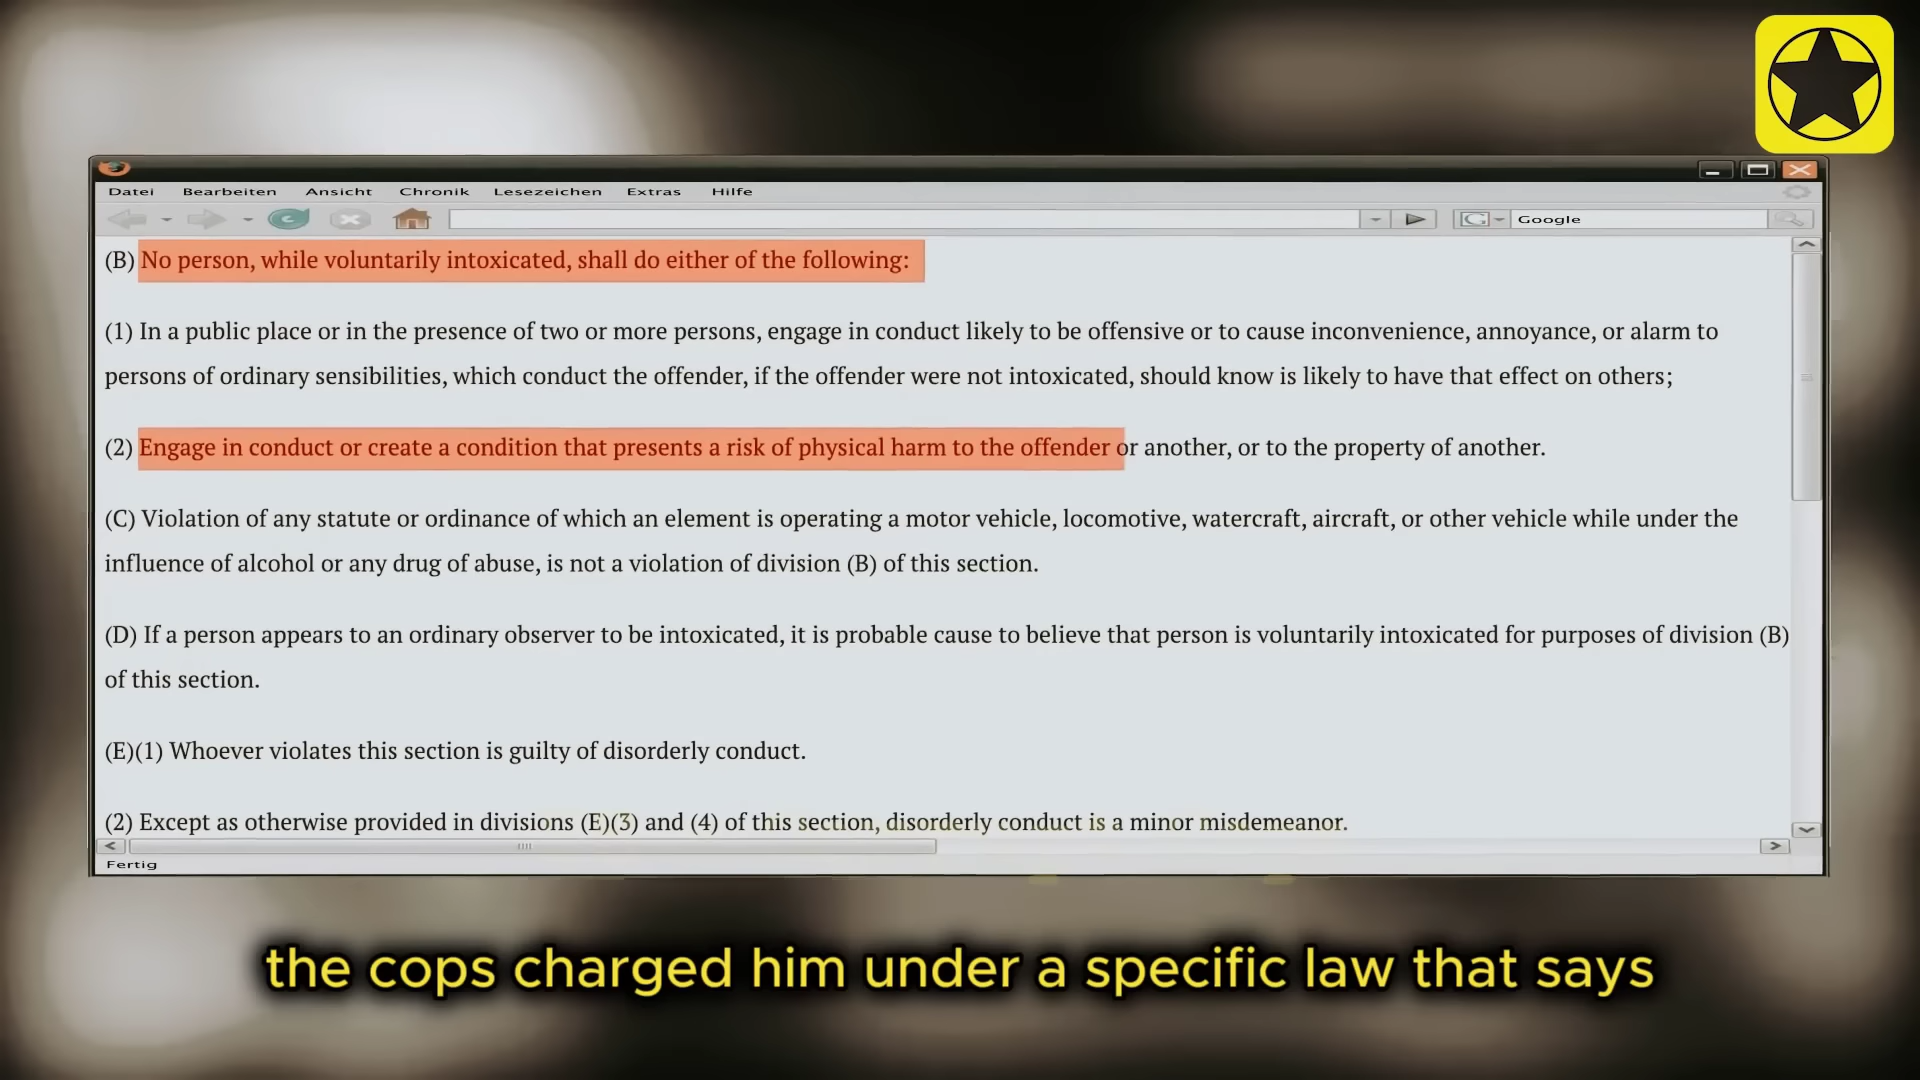 Datei Bearbeiten Ansicht Chronik Lesezeichen Extras Hilfe
G Google
(B) No person, while voluntarily intoxicated, shall do either of the following:
(1) In a public place or in the presence of two or more persons, engage in conduct likely to be offensive or to cause inconvenience, annoyance, or alarm to
persons of ordinary sensibilities, which conduct the offender, if the offender were not intoxicated, should know is likely to have that effect on others;
(2) Engage in conduct or create a condition that presents a risk of physical harm to the offender or another, or to the property of another.
(C) Violation of any statute or ordinance of which an element is operating a motor vehicle, locomotive, watercraft, aircraft, or other vehicle while under the
influence of alcohol or any drug of abuse, is not a violation of division (B) of this section.
(D) If a person appears to an ordinary observer to be intoxicated, it is probable cause to believe that person is voluntarily intoxicated for purposes of division (B)
of this section.
(E)(1) Whoever violates this section is guilty of disorderly conduct.
(2) Except as otherwise provided in divisions (E)(3) and (4) of this section, disorderly conduct is a minor misdemeanor.
Fertig
the cops charged him under a specific law that says